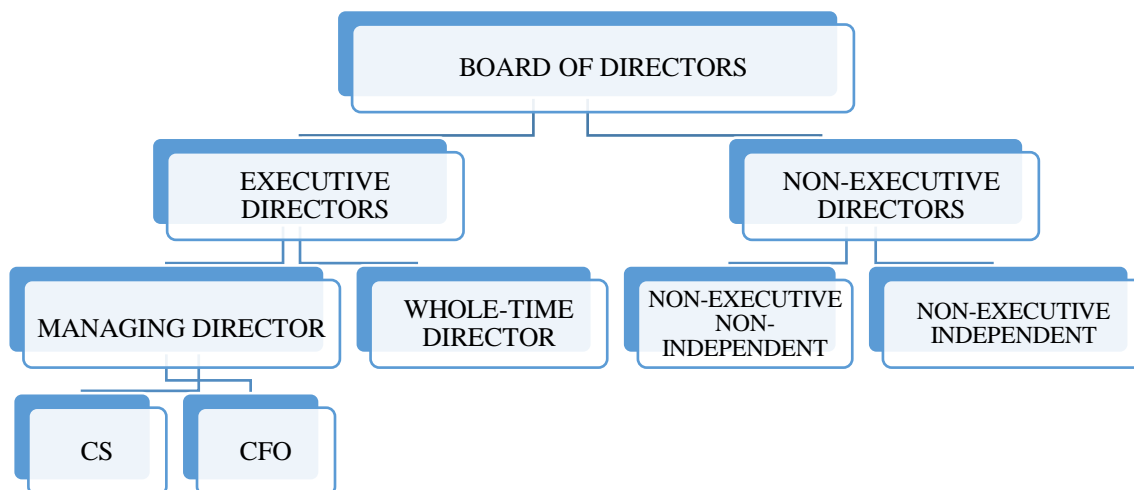 BOARD OF DIRECTORS
EXECUTIVE
DIRECTORS
NON-EXECUTIVE
DIRECTORS
MANAGING DIRECTOR
WHOLE-TIME
DIRECTOR
NON-EXECUTIVE
NON-
INDEPENDENT
NON-EXECUTIVE
INDEPENDENT
CS
CFO